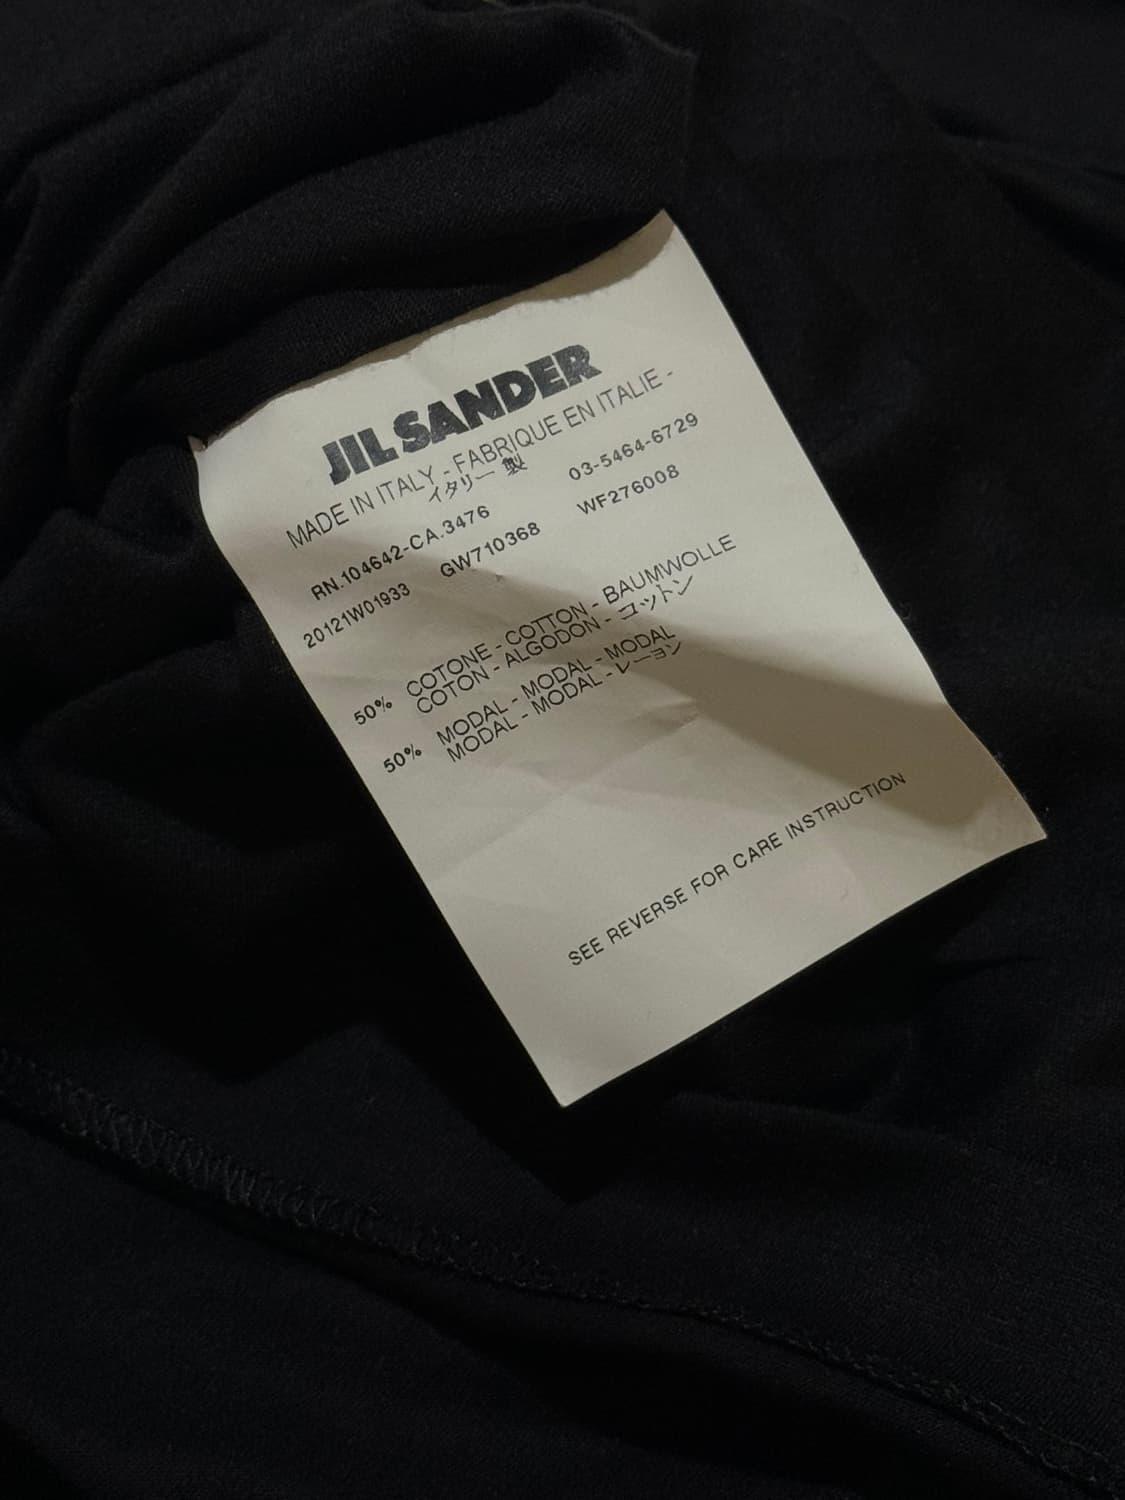 JIL SANDER
MADE IN ITALY - FABRIQUE EN ITALIE -
イタリー 製
RN.104642-CA.3476 03-5464-6729
20121W01933 GW710368 WF276008
50% COTONE - COTTON - BAUMWOLLE
COTON - ALGODON - コットン
50% MODAL - MODAL - MODAL
MODAL - MODAL - レーヨン
SEE REVERSE FOR CARE INSTRUCTION